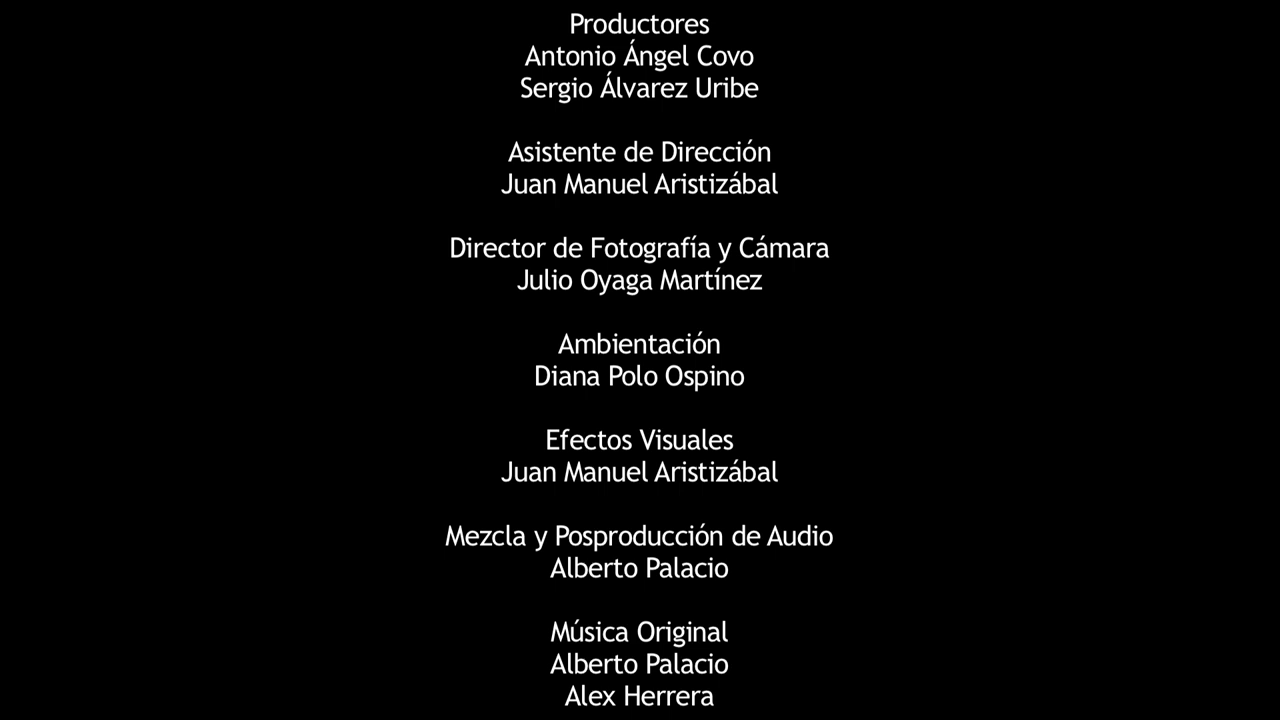 Productores
Antonio Ángel Covo
Sergio Álvarez Uribe
Asistente de Dirección
Juan Manuel Aristizábal
Director de Fotografía y Cámara
Julio Oyaga Martínez
Ambientación
Diana Polo Ospino
Efectos Visuales
Juan Manuel Aristizábal
Mezcla y Posproducción de Audio
Alberto Palacio
Música Original
Alberto Palacio
Alex Herrera